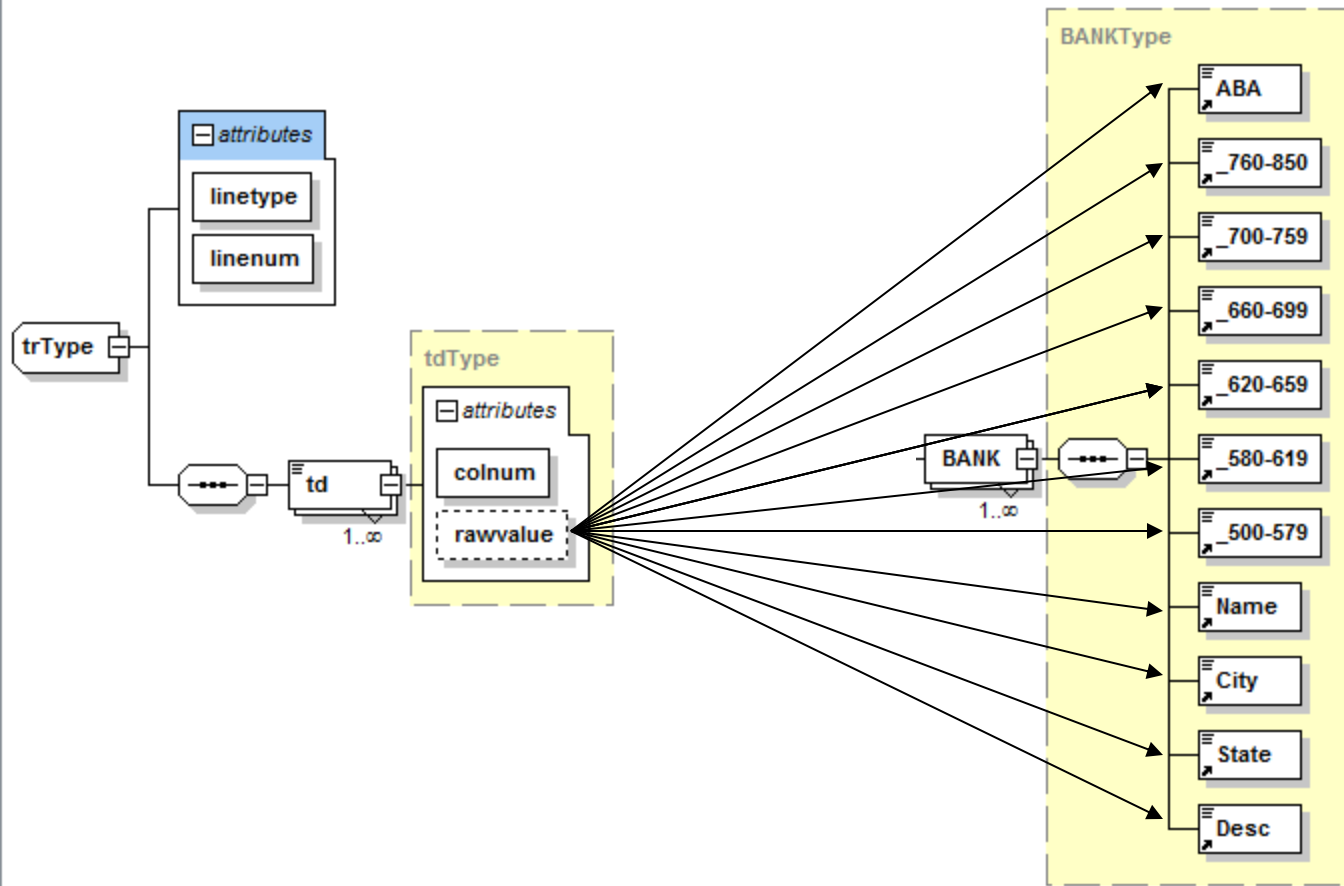 trType
attributes
linetype
linenum
td
1..∞
tdType
attributes
colnum
rawvalue
BANK
1..∞
BANKType
ABA
_760-850
_700-759
_660-699
_620-659
_580-619
_500-579
Name
City
State
Desc